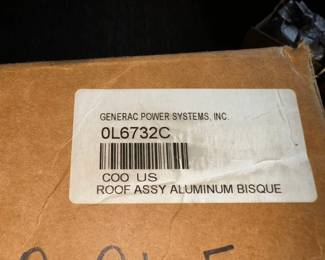 GENERAC POWER SYSTEMS, INC.
0L6732C
COO US
ROOF ASSY ALUMINUM BISQUE